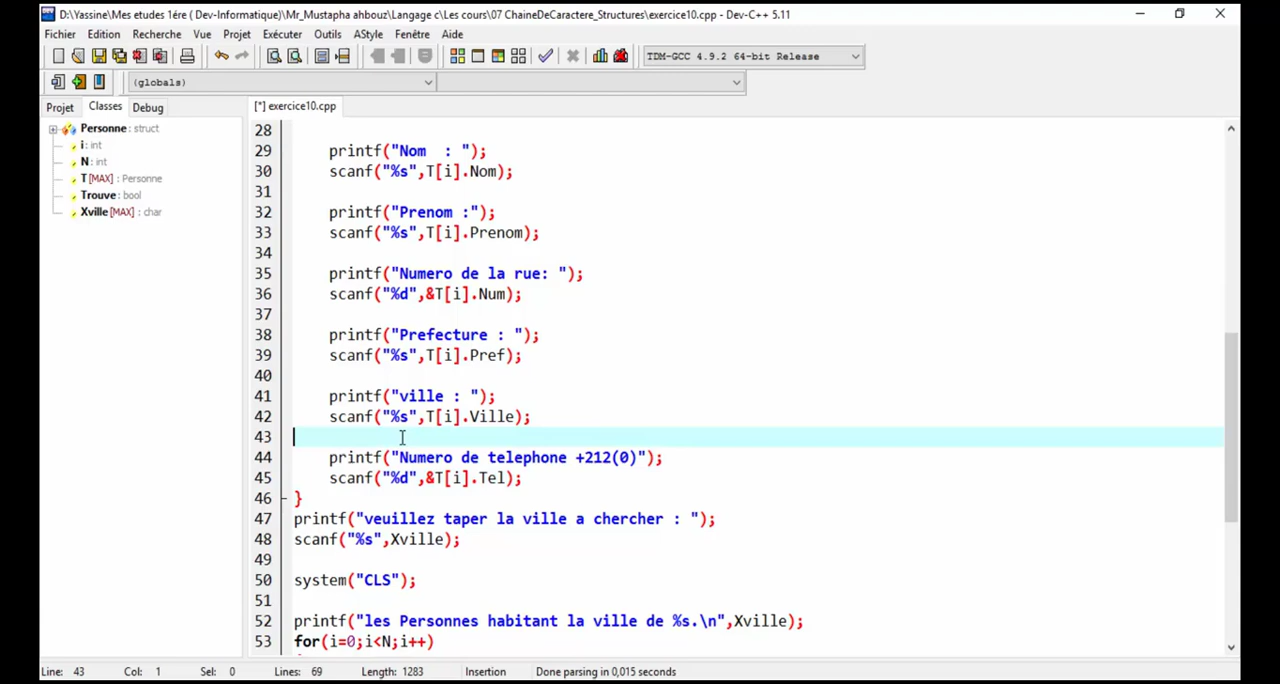 D:\Yassine\Mes etudes 1ére ( Dev-Informatique)\Mr_Mustapha ahbouz\Langage c\Les cours\07 ChaineDeCaractere_Structures\exercice10.cpp - Dev-C++ 5.11
Fichier Edition Recherche Vue Projet Exécuter Outils AStyle Fenêtre Aide
TDM-GCC 4.9.2 64-bit Release
(globals)
Projet Classes Debug [*] exercice10.cpp
Personne : struct
i : int
N : int
T [MAX] : Personne
Trouve : bool
Xville [MAX] : char
28
29 printf("Nom  : ");
30 scanf("%s",T[i].Nom);
31
32 printf("Prenom :");
33 scanf("%s",T[i].Prenom);
34
35 printf("Numero de la rue: ");
36 scanf("%d",&T[i].Num);
37
38 printf("Prefecture : ");
39 scanf("%s",T[i].Pref);
40
41 printf("ville : ");
42 scanf("%s",T[i].Ville);
43
44 printf("Numero de telephone +212(0)");
45 scanf("%d",&T[i].Tel);
46 }
47 printf("veuillez taper la ville a chercher : ");
48 scanf("%s",Xville);
49
50 system("CLS");
51
52 printf("les Personnes habitant la ville de %s.\n",Xville);
53 for(i=0;i<N;i++)
Line: 43 Col: 1 Sel: 0 Lines: 69 Length: 1283 Insertion Done parsing in 0,015 seconds